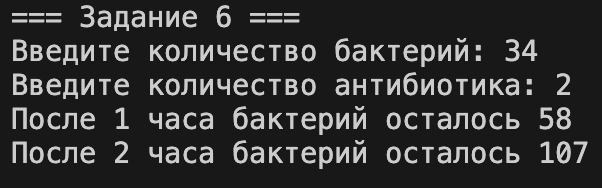 === Задание 6 ===
Введите количество бактерий: 34
Введите количество антибиотика: 2
После 1 часа бактерий осталось 58
После 2 часа бактерий осталось 107